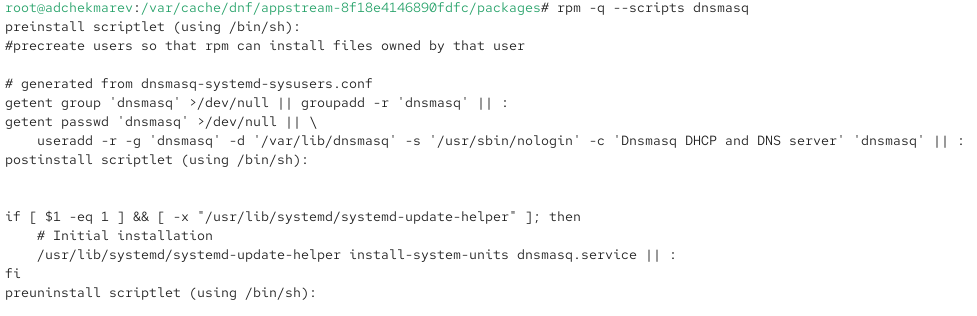 root@adchekmarev:/var/cache/dnf/appstream-8f18e4146890fdfc/packages# rpm -q --scripts dnsmasq
preinstall scriptlet (using /bin/sh):
#precreate users so that rpm can install files owned by that user

# generated from dnsmasq-systemd-sysusers.conf
getent group 'dnsmasq' >/dev/null || groupadd -r 'dnsmasq' || :
getent passwd 'dnsmasq' >/dev/null || \
    useradd -r -g 'dnsmasq' -d '/var/lib/dnsmasq' -s '/usr/sbin/nologin' -c 'Dnsmasq DHCP and DNS server' 'dnsmasq' || :
postinstall scriptlet (using /bin/sh):


if [ $1 -eq 1 ] && [ -x "/usr/lib/systemd/systemd-update-helper" ]; then
    # Initial installation
    /usr/lib/systemd/systemd-update-helper install-system-units dnsmasq.service || :
fi
preuninstall scriptlet (using /bin/sh):